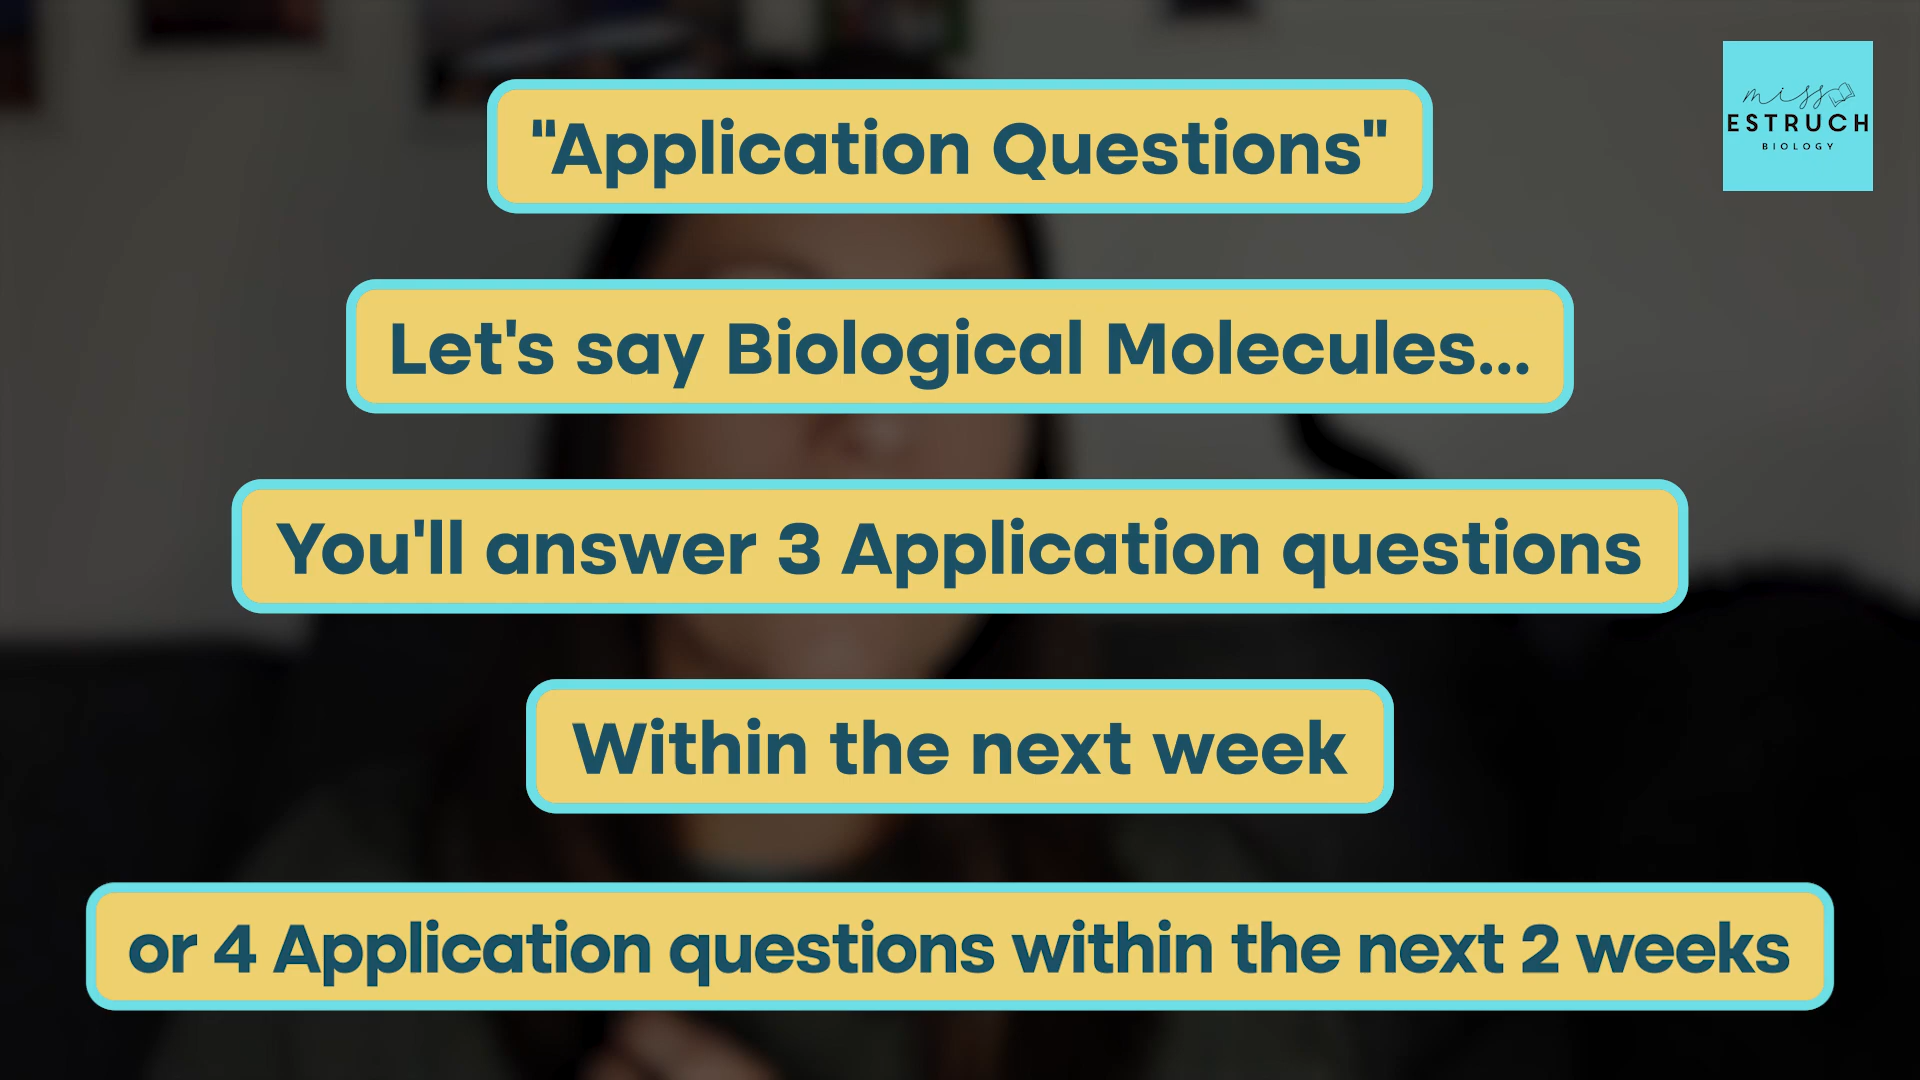 "Application Questions"
miss
ESTRUCH
BIOLOGY
Let's say Biological Molecules...
You'll answer 3 Application questions
Within the next week
or 4 Application questions within the next 2 weeks